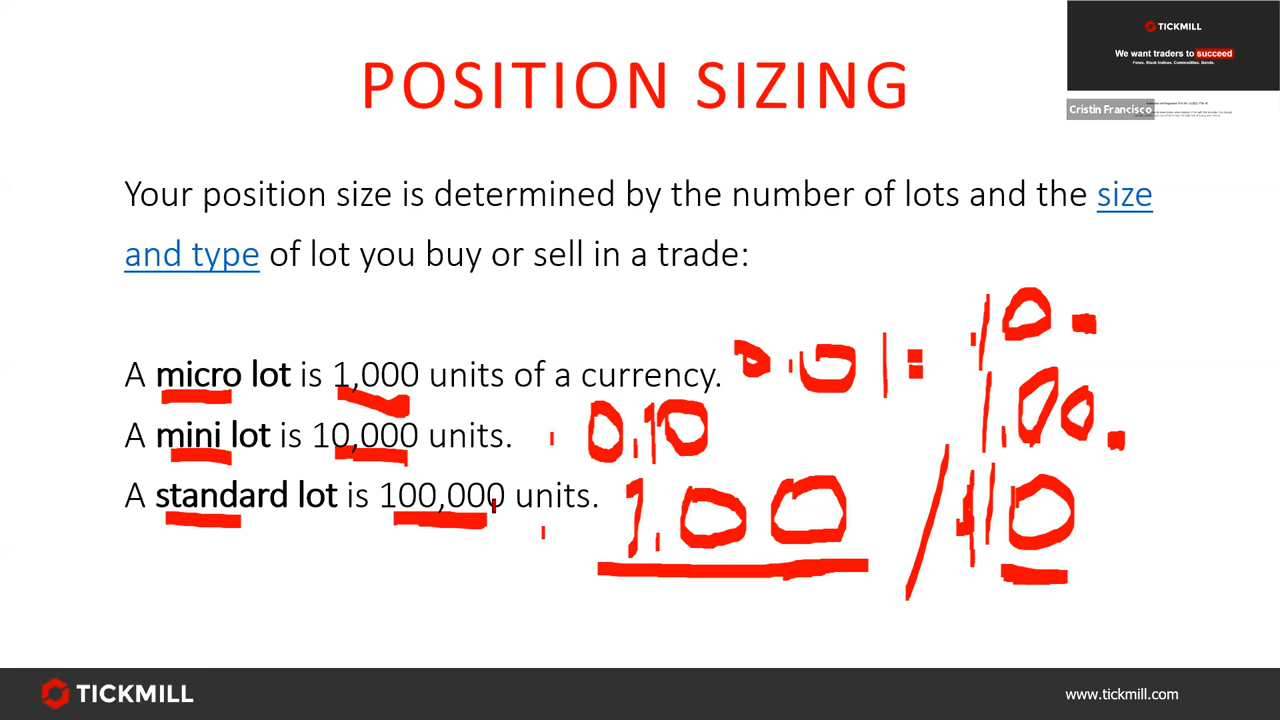 TICKMILL
We want traders to succeed
Forex. Stock Indices. Commodities. Bonds.
Cristin Francisco
POSITION SIZING
Your position size is determined by the number of lots and the size
and type of lot you buy or sell in a trade:
A micro lot is 1,000 units of a currency. 0.01 = .10
A mini lot is 10,000 units. 0.10 1.00
A standard lot is 100,000 units. 1.00 / 10
TICKMILL
www.tickmill.com